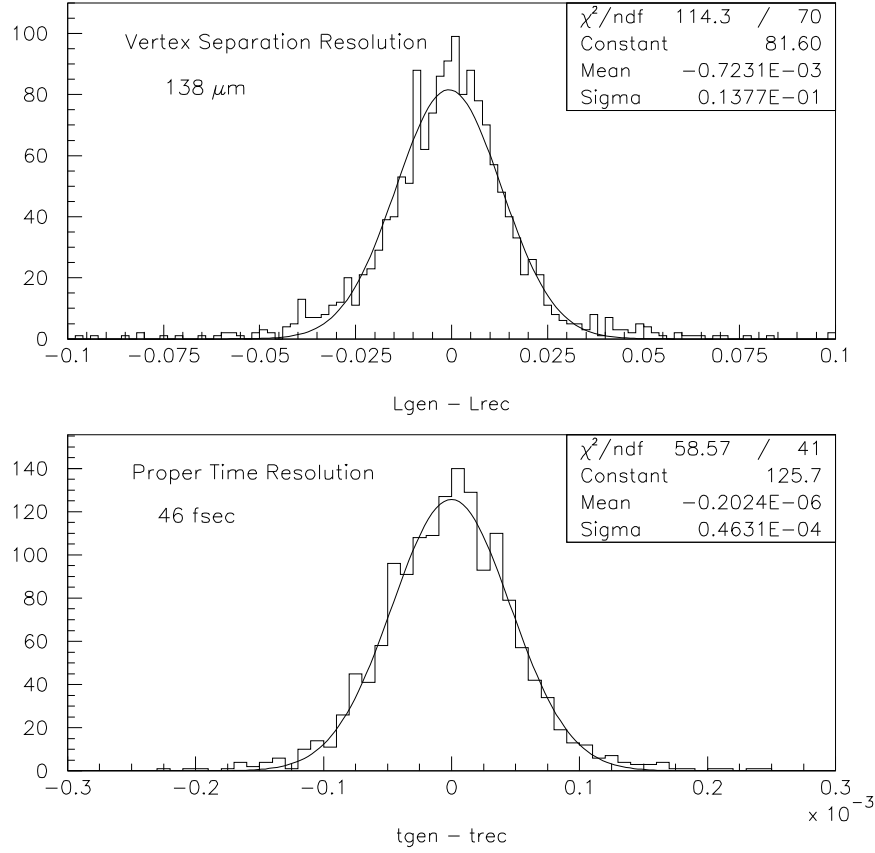 χ²/ndf 114.3 / 70
Constant 81.60
Mean −0.7231E−03
Sigma 0.1377E−01
Vertex Separation Resolution
138 μm
100
80
60
40
20
0
−0.1 −0.075 −0.05 −0.025 0 0.025 0.05 0.075 0.1
Lgen − Lrec
χ²/ndf 58.57 / 41
Constant 125.7
Mean −0.2024E−06
Sigma 0.4631E−04
Proper Time Resolution
46 fsec
140
120
100
80
60
40
20
0
−0.3 −0.2 −0.1 0 0.1 0.2 0.3
x 10⁻³
tgen − trec